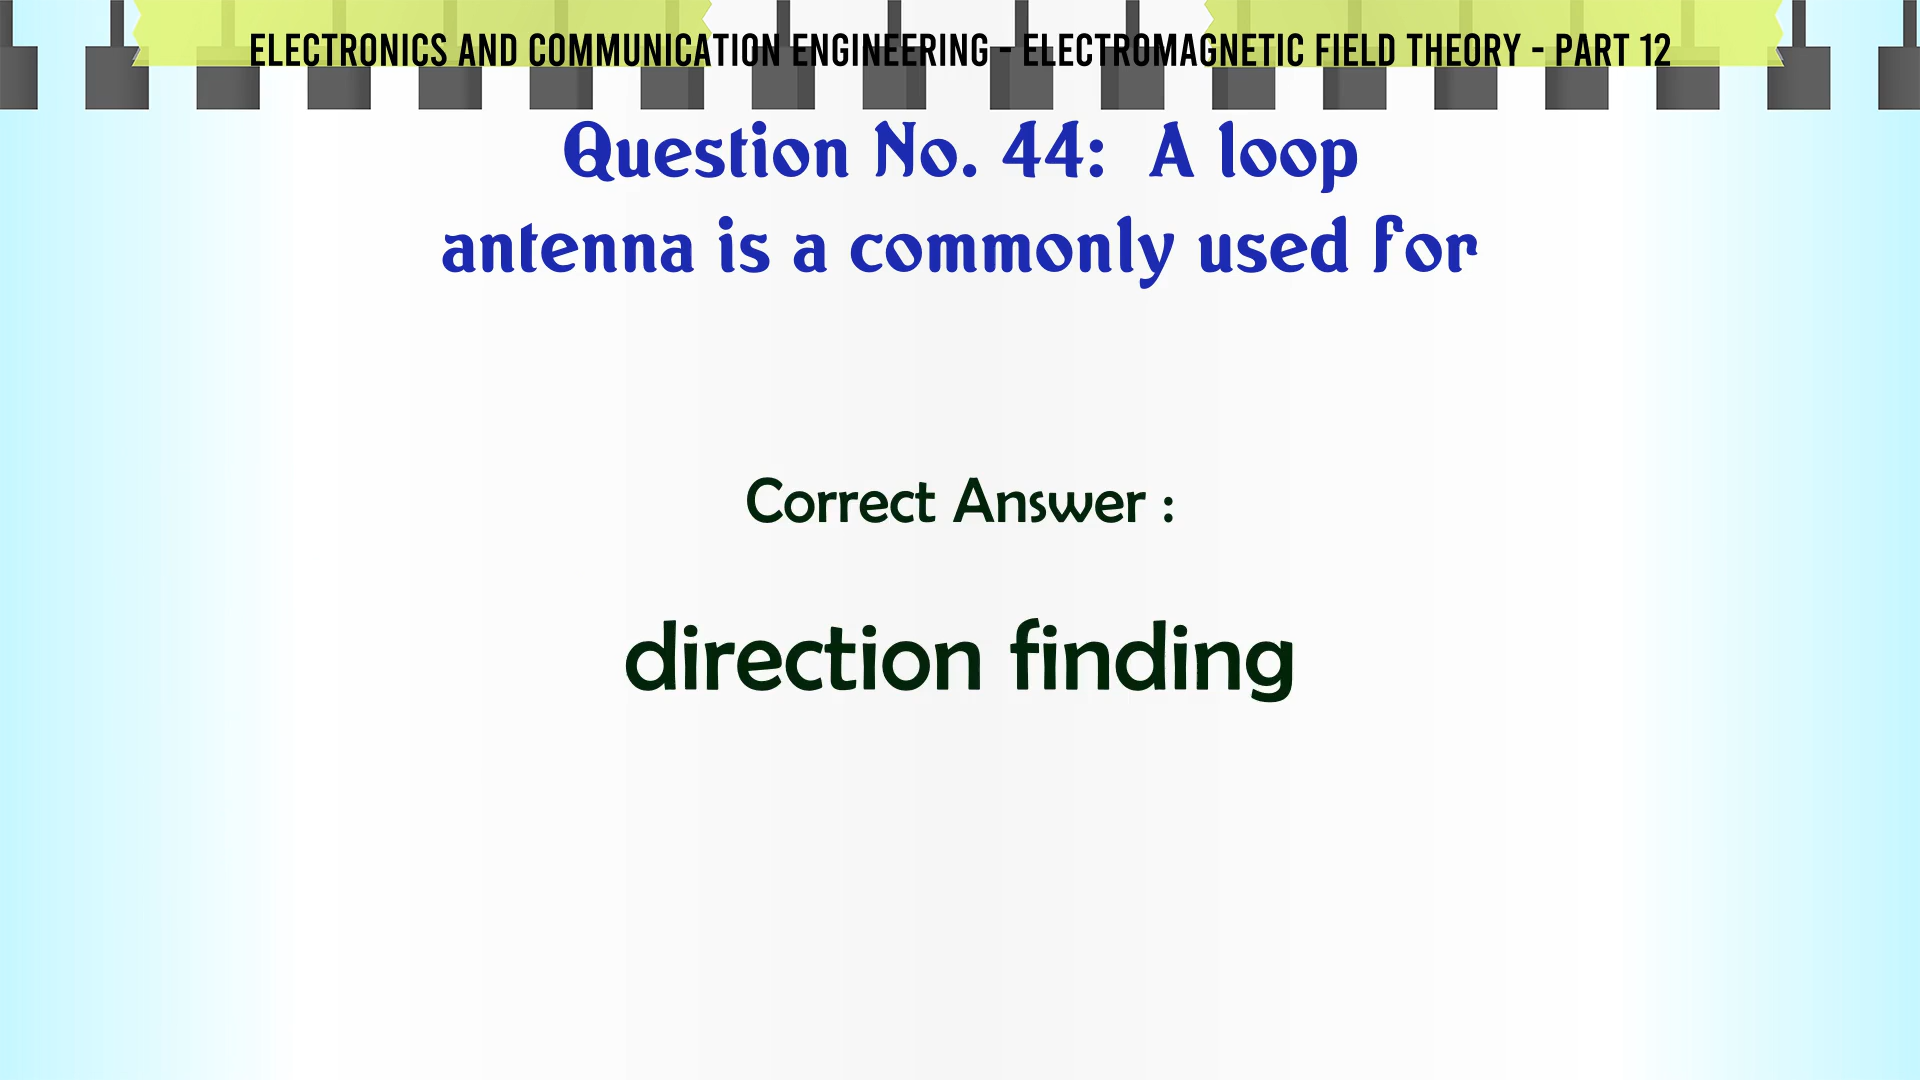 ELECTRONICS AND COMMUNICATION ENGINEERING - ELECTROMAGNETIC FIELD THEORY - PART 12
Question No. 44: A loop
antenna is a commonly used for
Correct Answer :
direction finding